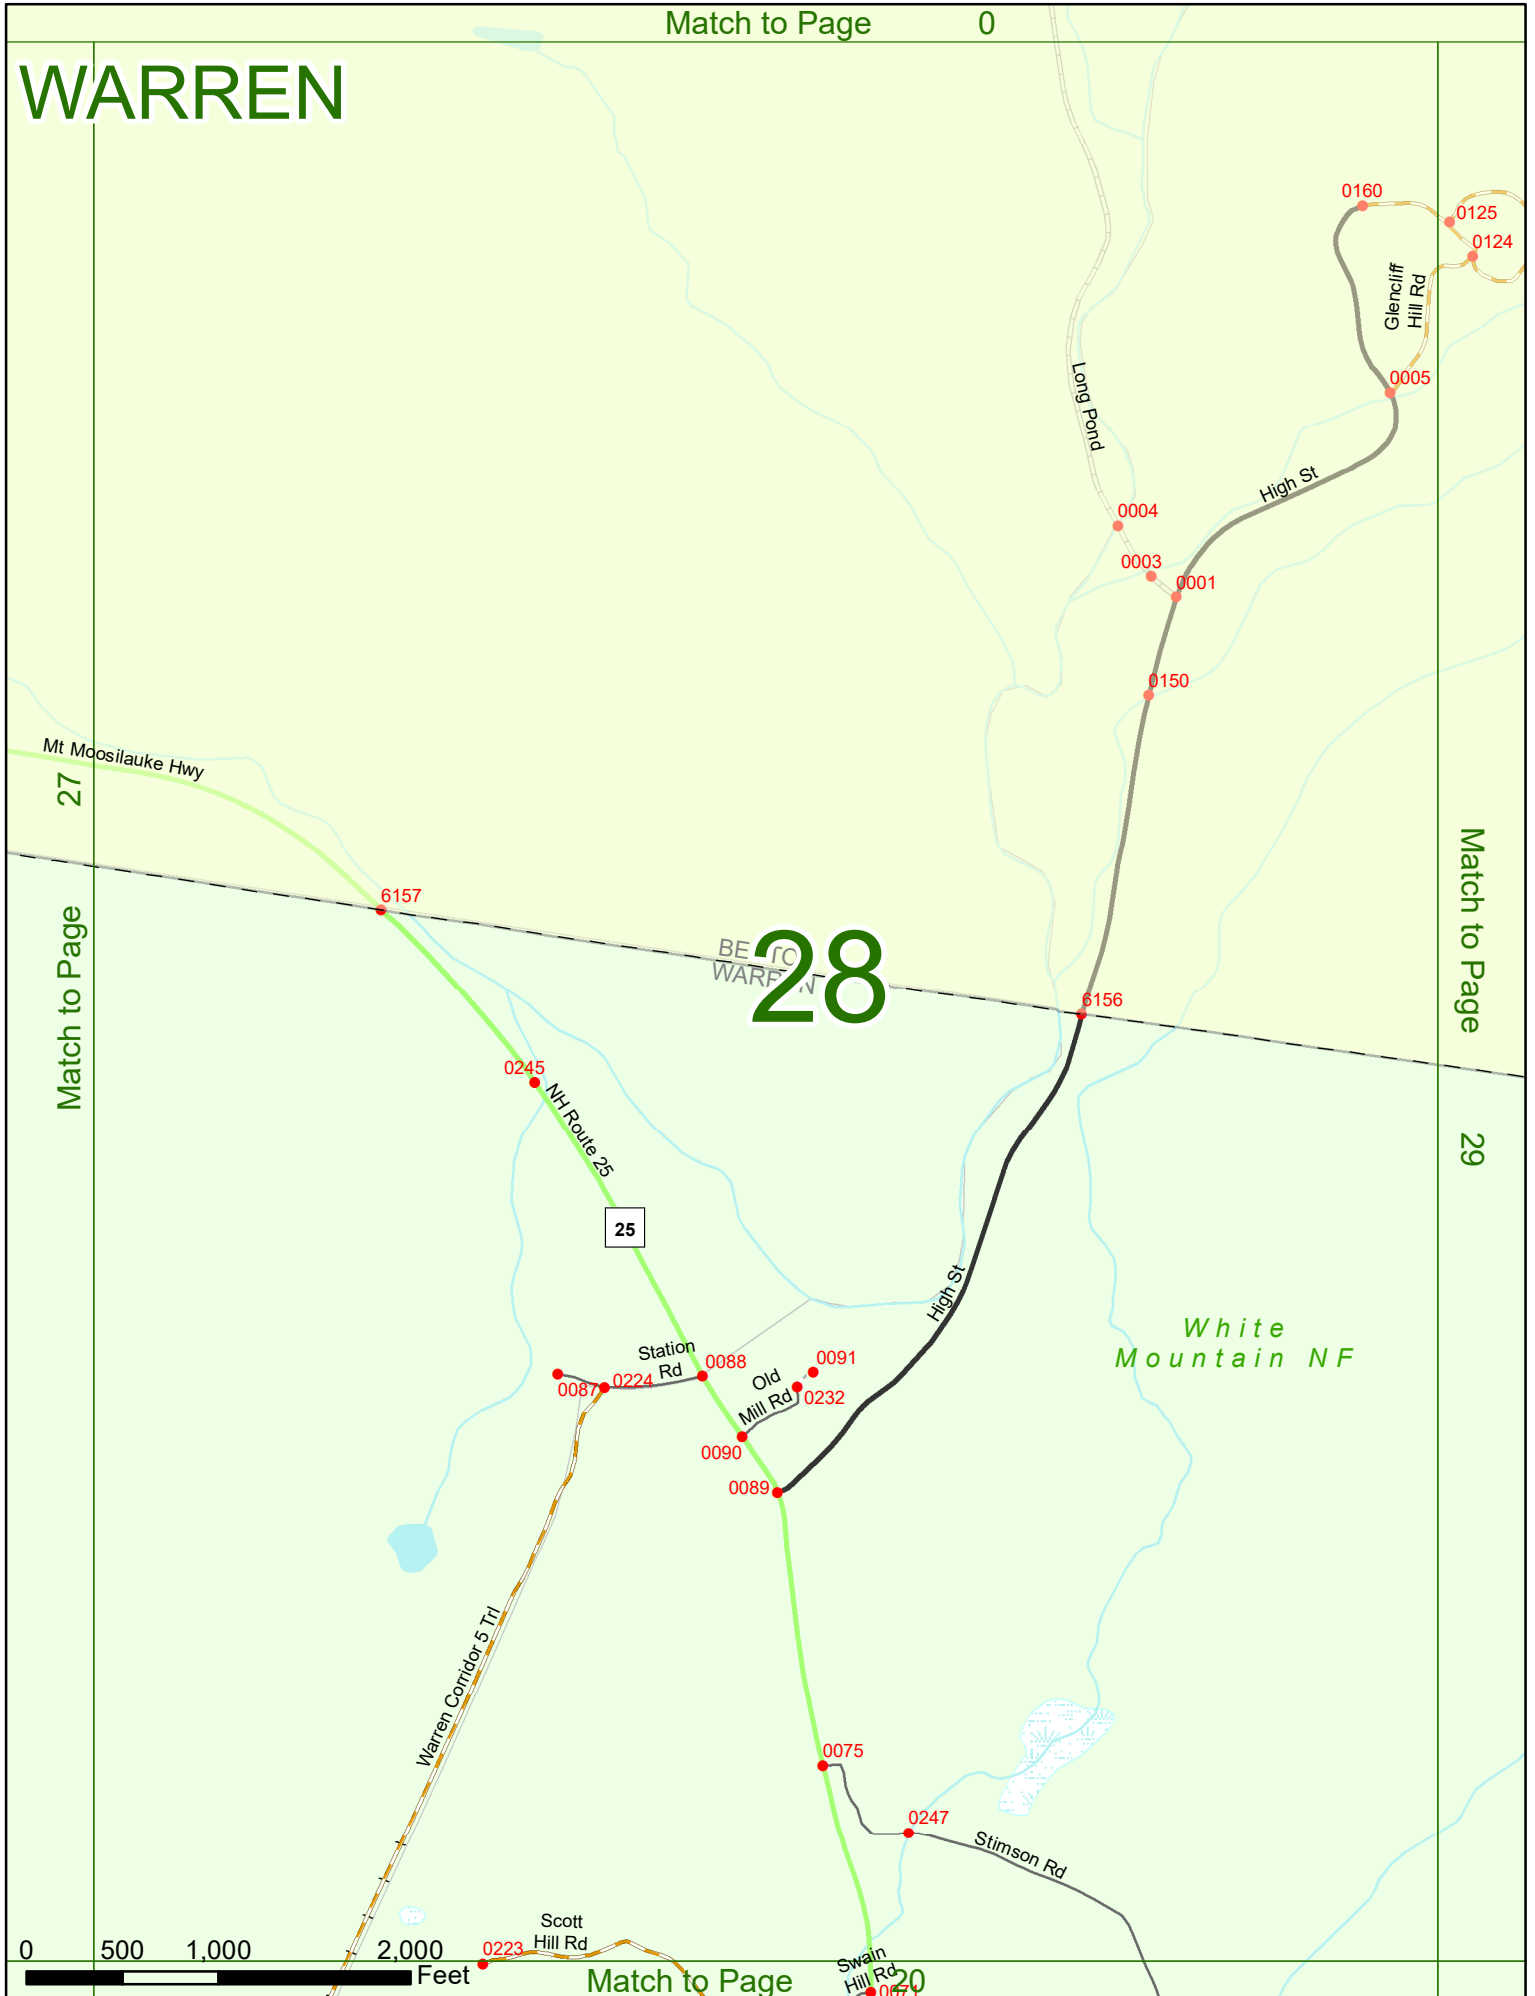 Match to Page 0
WARREN
0160
0125
0124
Glencliff
Hill Rd
0005
Long Pond
High St
0004
0003
0001
0150
Mt Moosilauke Hwy
27
Match to Page
6157
28
WARREN
6156
Match to Page
29
0245
NH Route 25
25
High St
White
Mountain NF
Station
Rd
0088
0087
0224
Old
Mill Rd
0091
0232
0090
0089
Warren Corridor 5 Trl
0075
0247
Stimson Rd
Scott
Hill Rd
0223
Swain
Hill Rd
0071
0 500 1,000 2,000
Feet
Match to Page 20